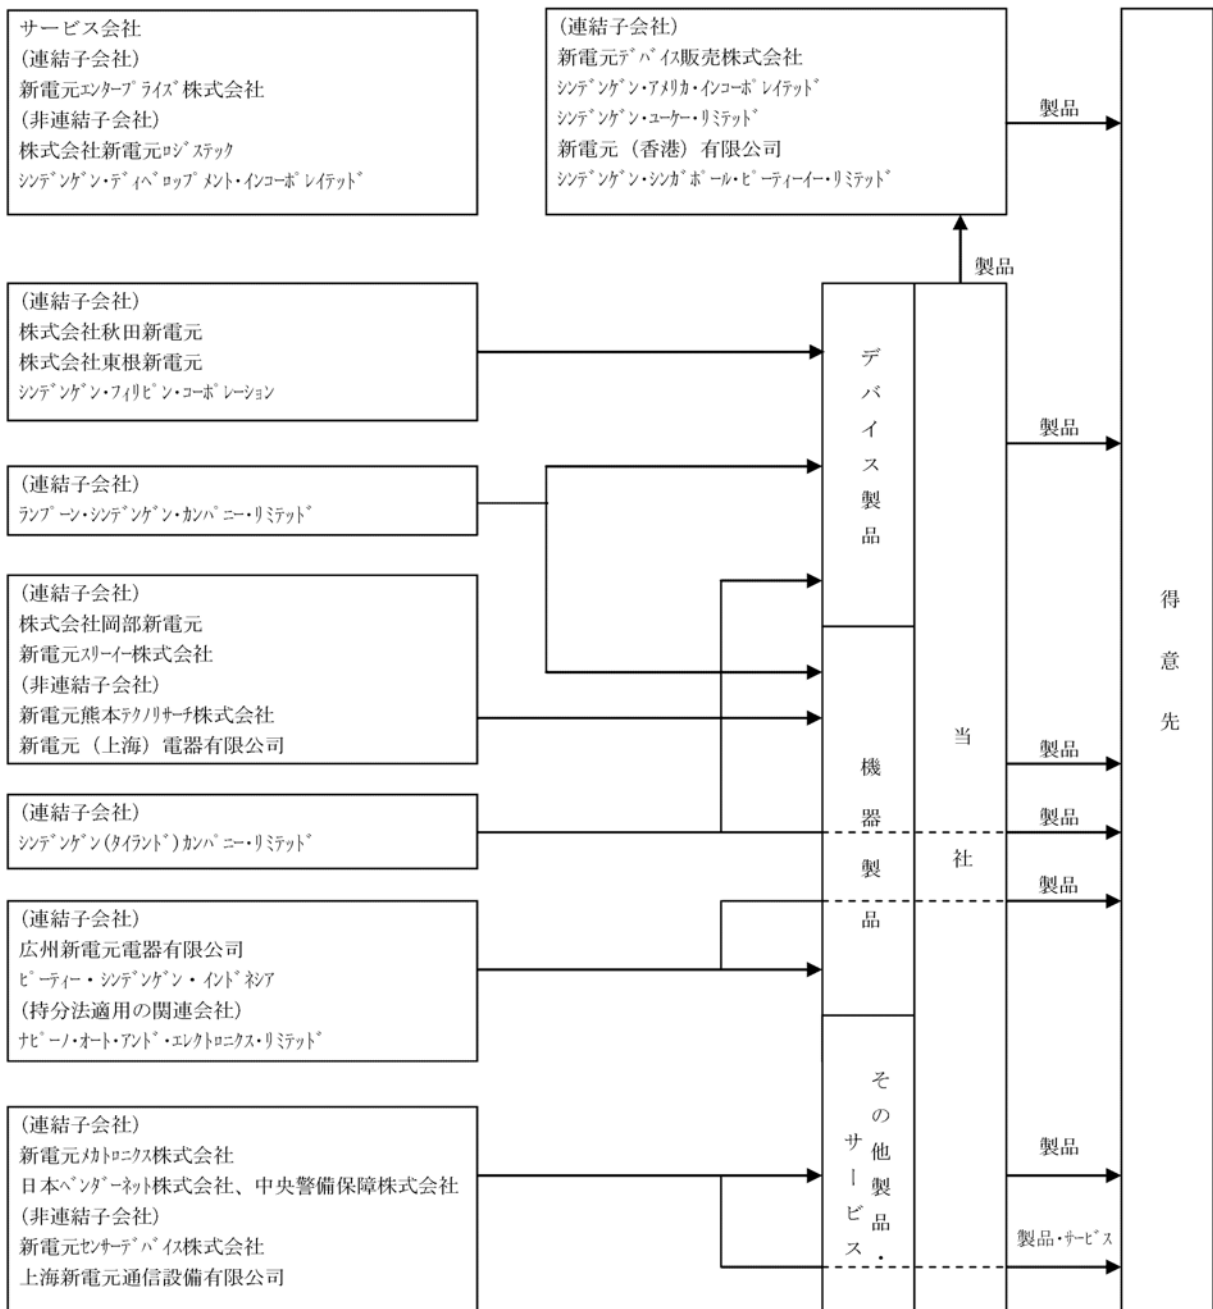 サービス会社
(連結子会社)
新電元ｴﾝﾀｰﾌﾟﾗｲｽﾞ株式会社
(非連結子会社)
株式会社新電元ﾛｼﾞｽﾃｯｸ
ｼﾝﾃﾞﾝｹﾞﾝ･ﾃﾞｨﾍﾞﾛｯﾌﾟﾒﾝﾄ･ｲﾝｺｰﾎﾟﾚｲﾃｯﾄﾞ
(連結子会社)
新電元ﾃﾞﾊﾞｲｽ販売株式会社
ｼﾝﾃﾞﾝｹﾞﾝ･ｱﾒﾘｶ･ｲﾝｺｰﾎﾟﾚｲﾃｯﾄﾞ
ｼﾝﾃﾞﾝｹﾞﾝ･ﾕｰｹｰ･ﾘﾐﾃｯﾄﾞ
新電元（香港）有限公司
ｼﾝﾃﾞﾝｹﾞﾝ･ｼﾝｶﾞﾎﾟｰﾙ･ﾋﾟｰﾃｨｰｲｰ･ﾘﾐﾃｯﾄﾞ
製品
製品
(連結子会社)
株式会社秋田新電元
株式会社東根新電元
ｼﾝﾃﾞﾝｹﾞﾝ･ﾌｨﾘﾋﾟﾝ･ｺｰﾎﾟﾚｰｼｮﾝ
(連結子会社)
ﾗﾝﾌﾟｰﾝ･ｼﾝﾃﾞﾝｹﾞﾝ･ｶﾝﾊﾟﾆｰ･ﾘﾐﾃｯﾄﾞ
(連結子会社)
株式会社岡部新電元
新電元ｽﾘｰｲｰ株式会社
(非連結子会社)
新電元熊本ﾃｸﾉﾘｻｰﾁ株式会社
新電元（上海）電器有限公司
(連結子会社)
ｼﾝﾃﾞﾝｹﾞﾝ(ﾀｲﾗﾝﾄﾞ)ｶﾝﾊﾟﾆｰ･ﾘﾐﾃｯﾄﾞ
(連結子会社)
広州新電元電器有限公司
ﾋﾟｰﾃｨｰ・ｼﾝﾃﾞﾝｹﾞﾝ・ｲﾝﾄﾞﾈｼｱ
(持分法適用の関連会社)
ﾅﾋﾟｰﾉ･ｵｰﾄ･ｱﾝﾄﾞ･ｴﾚｸﾄﾛﾆｸｽ･ﾘﾐﾃｯﾄﾞ
(連結子会社)
新電元ﾒｶﾄﾛﾆｸｽ株式会社
日本ﾍﾞﾝﾀﾞｰﾈｯﾄ株式会社、中央警備保障株式会社
(非連結子会社)
新電元ｾﾝｻｰﾃﾞﾊﾞｲｽ株式会社
上海新電元通信設備有限公司
デバイス製品
機器製品
その他製品・
サービス
当社
製品
製品
製品
製品
製品
製品・ｻｰﾋﾞｽ
得意先